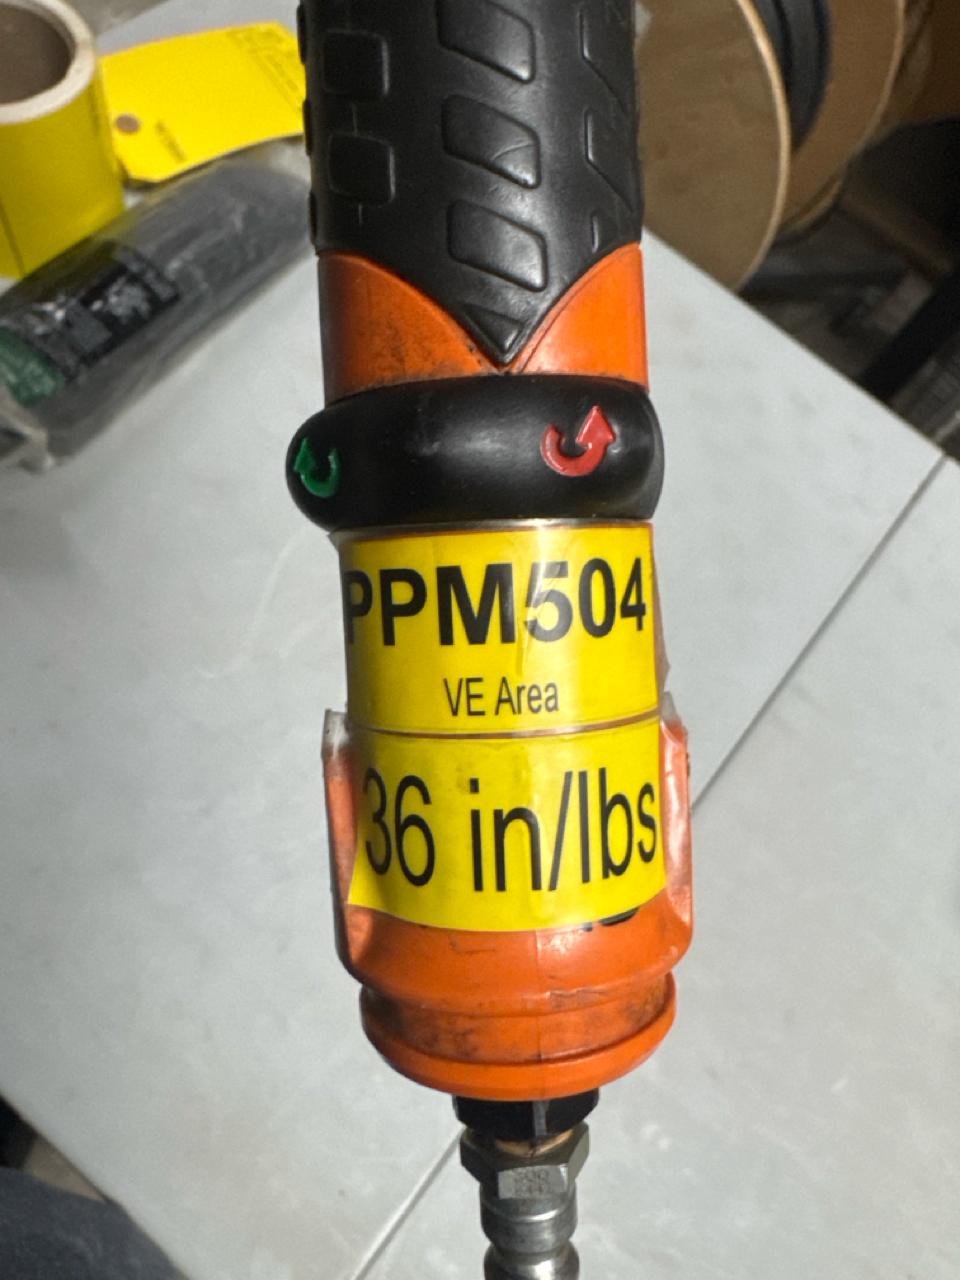 PPM504
VE Area
36 in/lbs